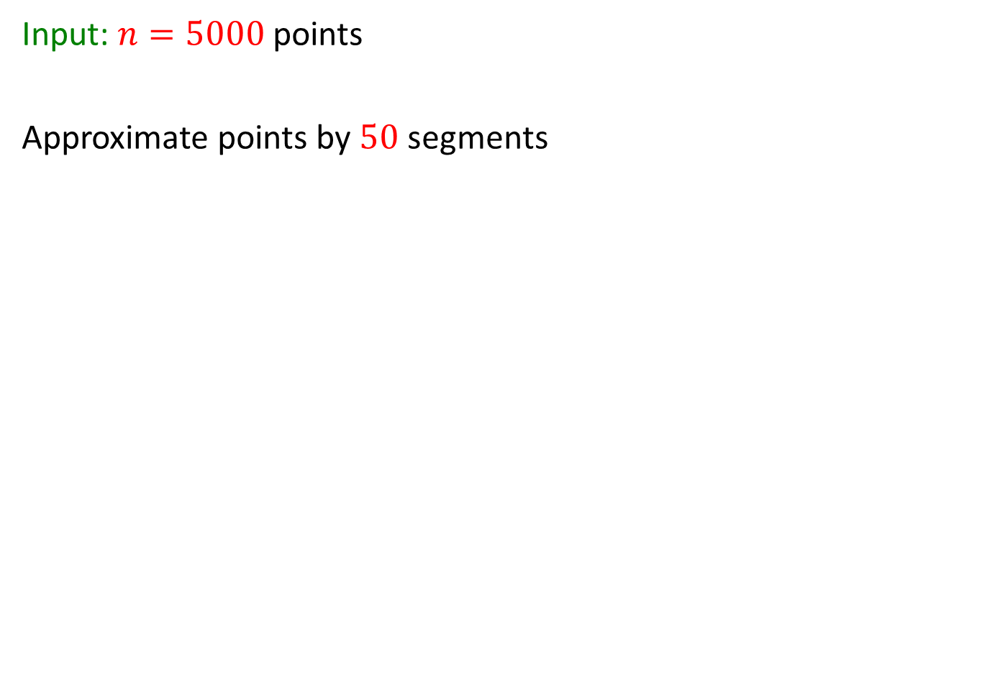 Input: n = 5000 points
Approximate points by 50 segments